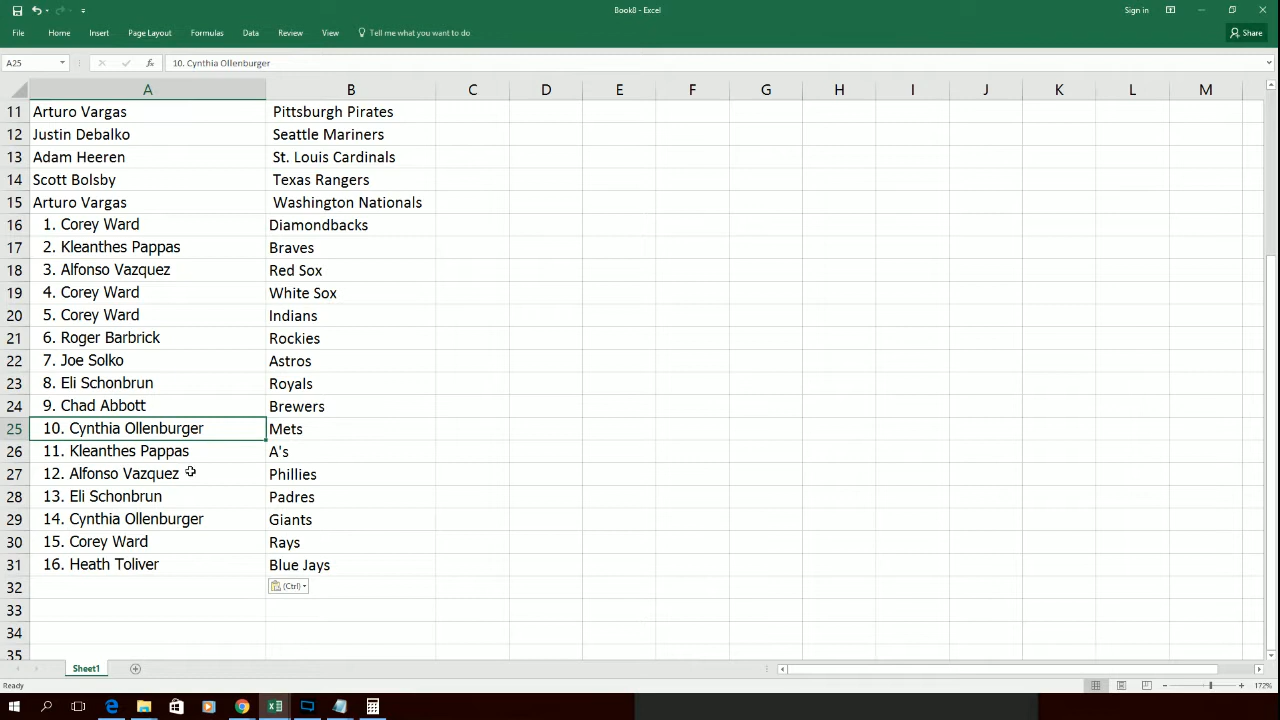 Book8 - Excel
Sign in
File Home Insert Page Layout Formulas Data Review View Tell me what you want to do Share
A25 fx 10. Cynthia Ollenburger
A B C D E F G H I J K L M
11 Arturo Vargas Pittsburgh Pirates
12 Justin Debalko Seattle Mariners
13 Adam Heeren St. Louis Cardinals
14 Scott Bolsby Texas Rangers
15 Arturo Vargas Washington Nationals
16 1. Corey Ward Diamondbacks
17 2. Kleanthes Pappas Braves
18 3. Alfonso Vazquez Red Sox
19 4. Corey Ward White Sox
20 5. Corey Ward Indians
21 6. Roger Barbrick Rockies
22 7. Joe Solko Astros
23 8. Eli Schonbrun Royals
24 9. Chad Abbott Brewers
25 10. Cynthia Ollenburger Mets
26 11. Kleanthes Pappas A's
27 12. Alfonso Vazquez Phillies
28 13. Eli Schonbrun Padres
29 14. Cynthia Ollenburger Giants
30 15. Corey Ward Rays
31 16. Heath Toliver Blue Jays
32 (Ctrl)
33
34
35
Sheet1
Ready 172%